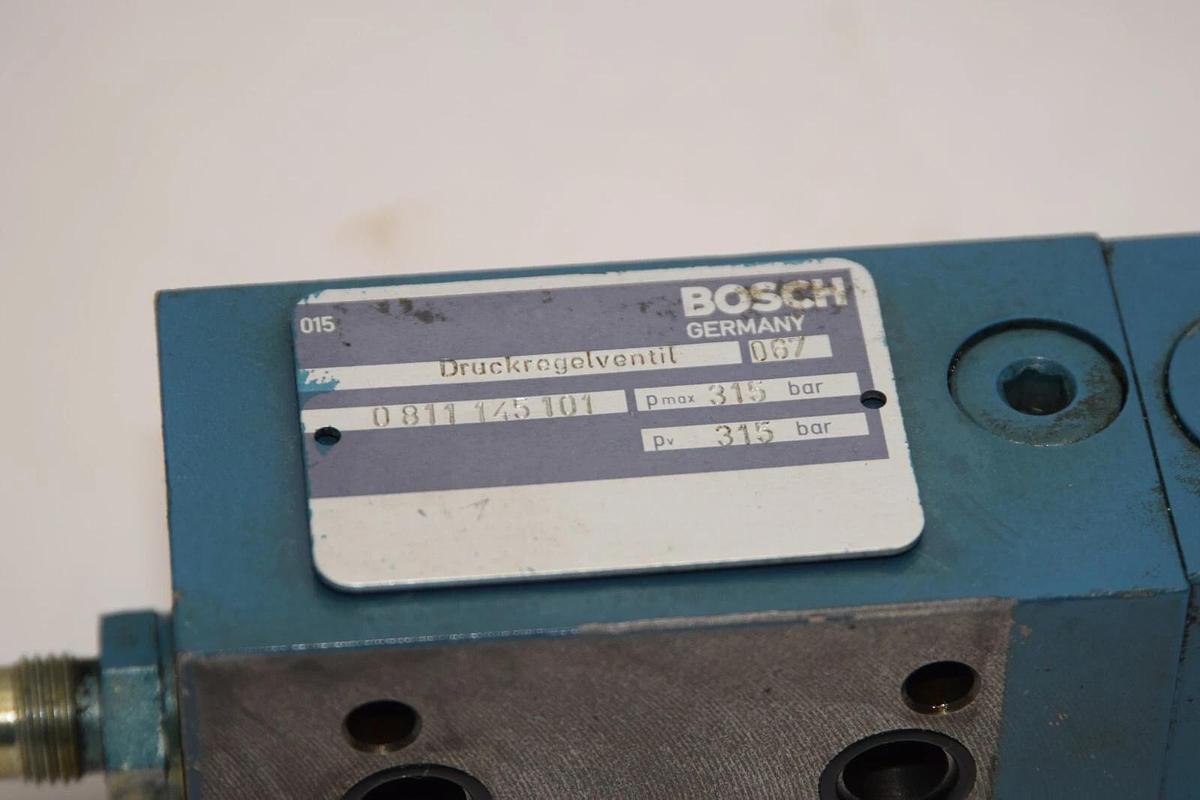 BOSCH
015
GERMANY
Druckregelventil 067
0 811 145 101 pmax 315 bar
pv 315 bar